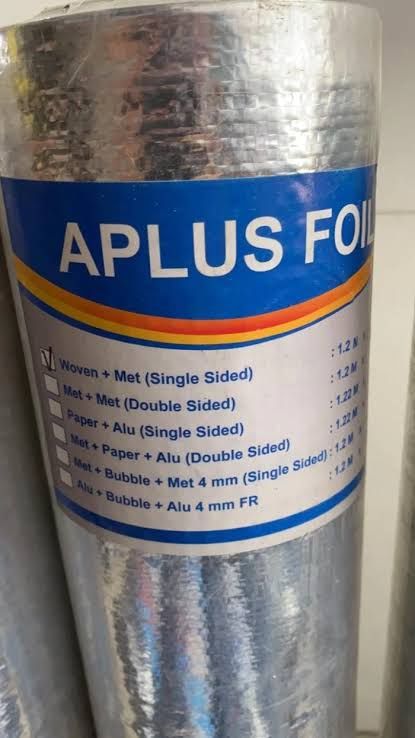 APLUS FOIL
Woven + Met (Single Sided) : 1.2 M
Met + Met (Double Sided) : 1.2 M
Paper + Alu (Single Sided) : 1.22 M
Met + Paper + Alu (Double Sided) : 1.22 M
Met + Bubble + Met 4 mm (Single Sided) : 1.2 M
Alu + Bubble + Alu 4 mm FR : 1.2 M